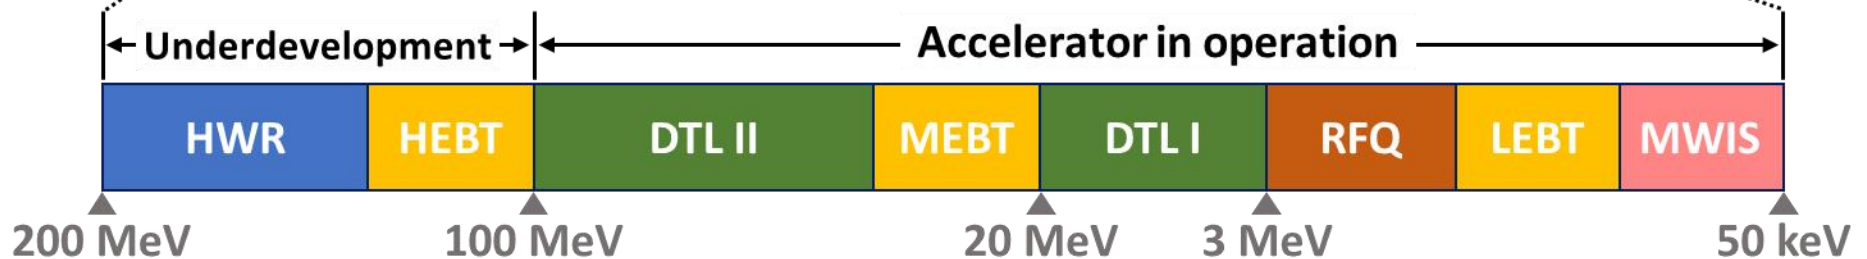 Underdevelopment Accelerator in operation
HWR HEBT DTL II MEBT DTL I RFQ LEBT MWIS
200 MeV 100 MeV 20 MeV 3 MeV 50 keV